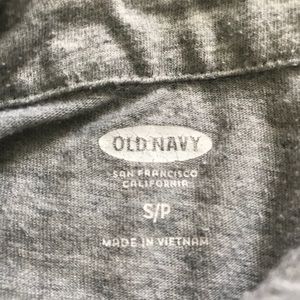 OLD NAVY
SAN FRANCISCO
CALIFORNIA
S/P
MADE IN VIETNAM